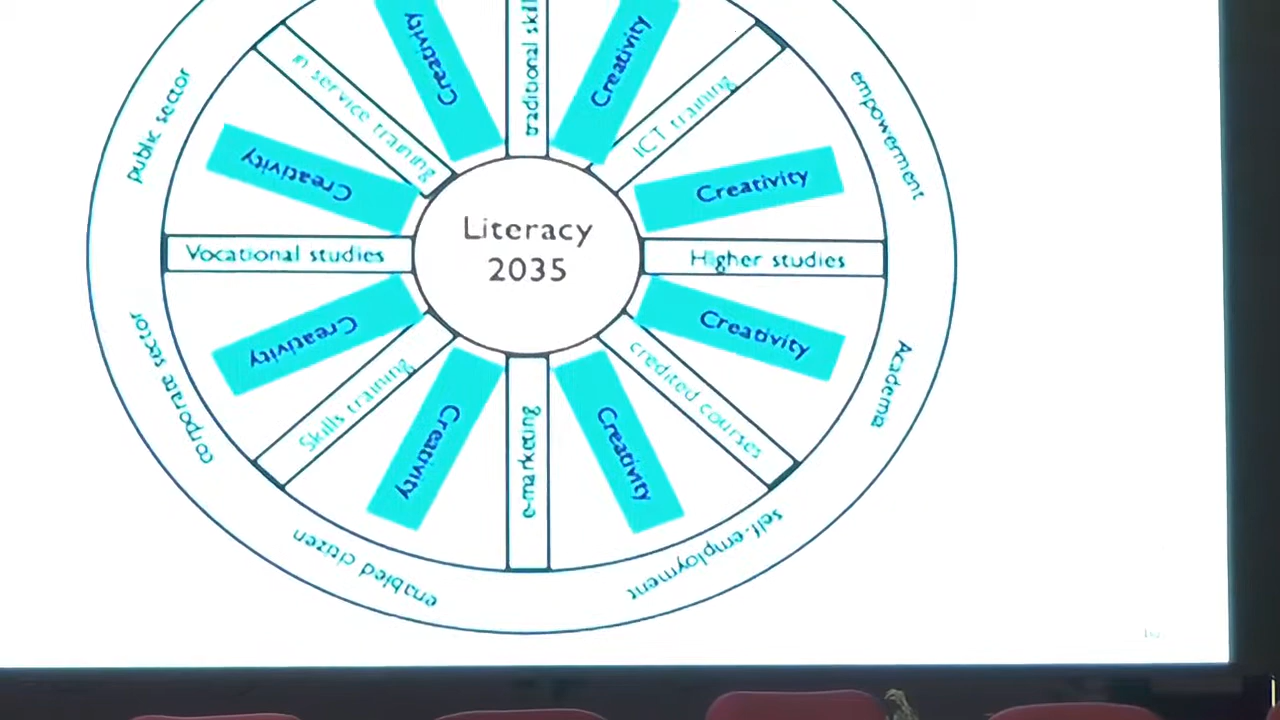 Creativity
traditional skil
Creativity
in service training
ICT training
public sector
empowerment
Creativity
Creativity
Literacy
2035
Vocational studies
Higher studies
Creativity
Creativity
corporate sector
Academa
Skills training
credited courses
Creativity
e-marketing
Creativity
enabled citizen
self-employment